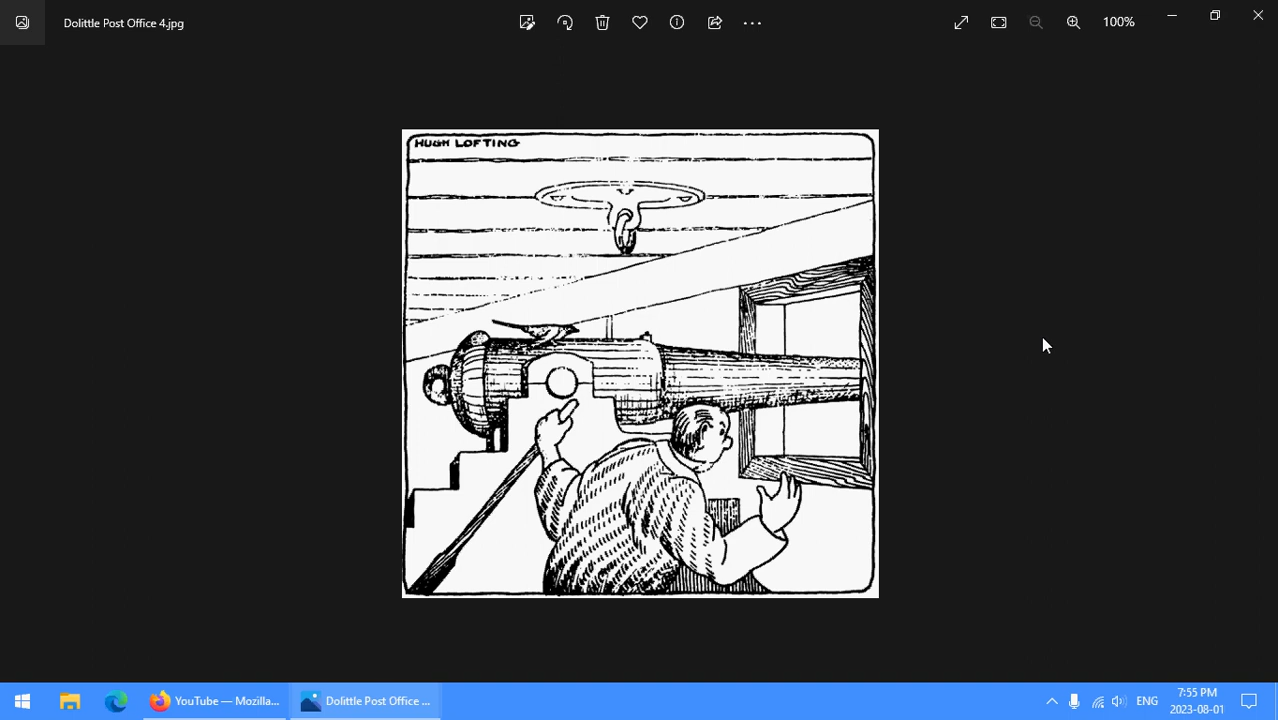 Dolittle Post Office 4.jpg
100%
HUGH LOFTING
YouTube — Mozilla...
Dolittle Post Office ...
ENG
7:55 PM
2023-08-01